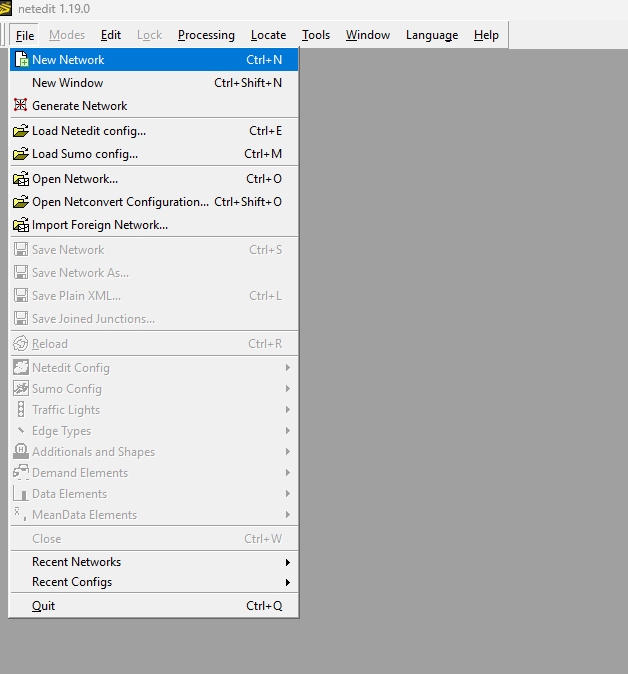 netedit 1.19.0
File Modes Edit Lock Processing Locate Tools Window Language Help
New Network Ctrl+N
New Window Ctrl+Shift+N
Generate Network
Load Netedit config... Ctrl+E
Load Sumo config... Ctrl+M
Open Network... Ctrl+O
Open Netconvert Configuration... Ctrl+Shift+O
Import Foreign Network...
Save Network Ctrl+S
Save Network As...
Save Plain XML... Ctrl+L
Save Joined Junctions...
Reload Ctrl+R
Netedit Config
Sumo Config
Traffic Lights
Edge Types
Additionals and Shapes
Demand Elements
Data Elements
MeanData Elements
Close Ctrl+W
Recent Networks
Recent Configs
Quit Ctrl+Q